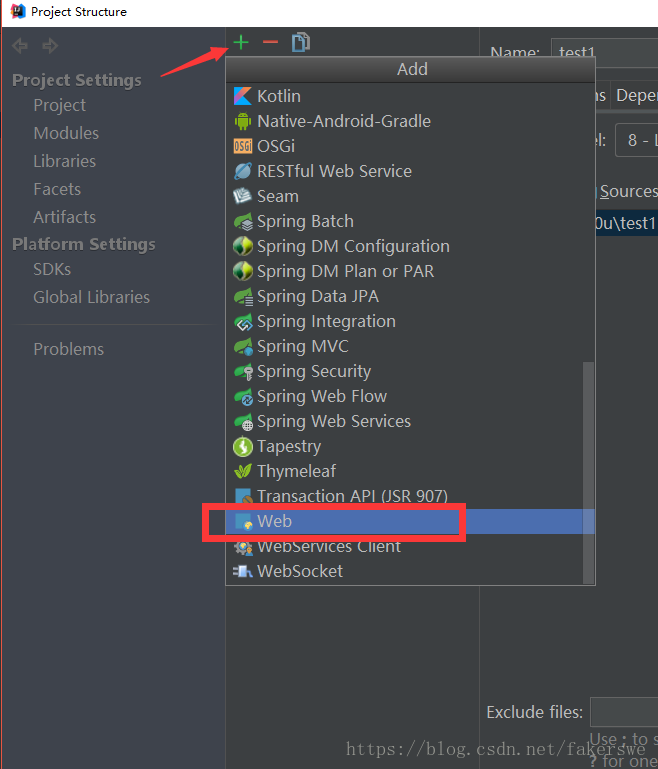 Project Structure
Name:
test1
Project Settings
Project
Modules
Libraries
Facets
Artifacts
Platform Settings
SDKs
Global Libraries
Problems
Add
Kotlin
Native-Android-Gradle
OSGi
OSGi
RESTful Web Service
Seam
Spring Batch
Spring DM Configuration
Spring DM Plan or PAR
Spring Data JPA
Spring Integration
Spring MVC
Spring Security
Spring Web Flow
Spring Web Services
Tapestry
Thymeleaf
Transaction API (JSR 907)
Web
WebServices Client
WebSocket
ns Depe
el: 8 - L
Sources
0u\test1
Exclude files:
Use ; to s
? for one
https://blog.csdn.net/fakerswe